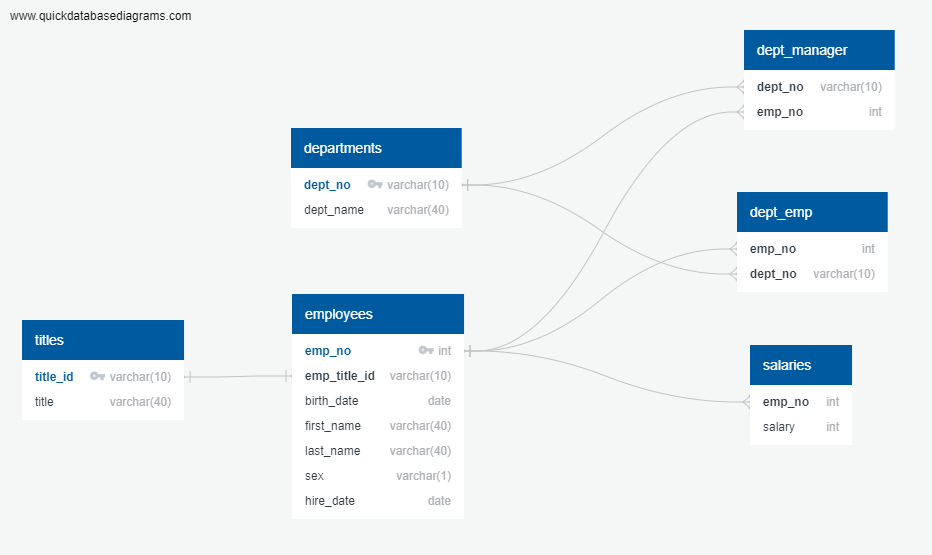 www.quickdatabasediagrams.com
dept_manager
dept_no varchar(10)
emp_no int
departments
dept_no varchar(10)
dept_name varchar(40)
dept_emp
emp_no int
dept_no varchar(10)
employees
emp_no int
emp_title_id varchar(10)
birth_date date
first_name varchar(40)
last_name varchar(40)
sex varchar(1)
hire_date date
titles
title_id varchar(10)
title varchar(40)
salaries
emp_no int
salary int